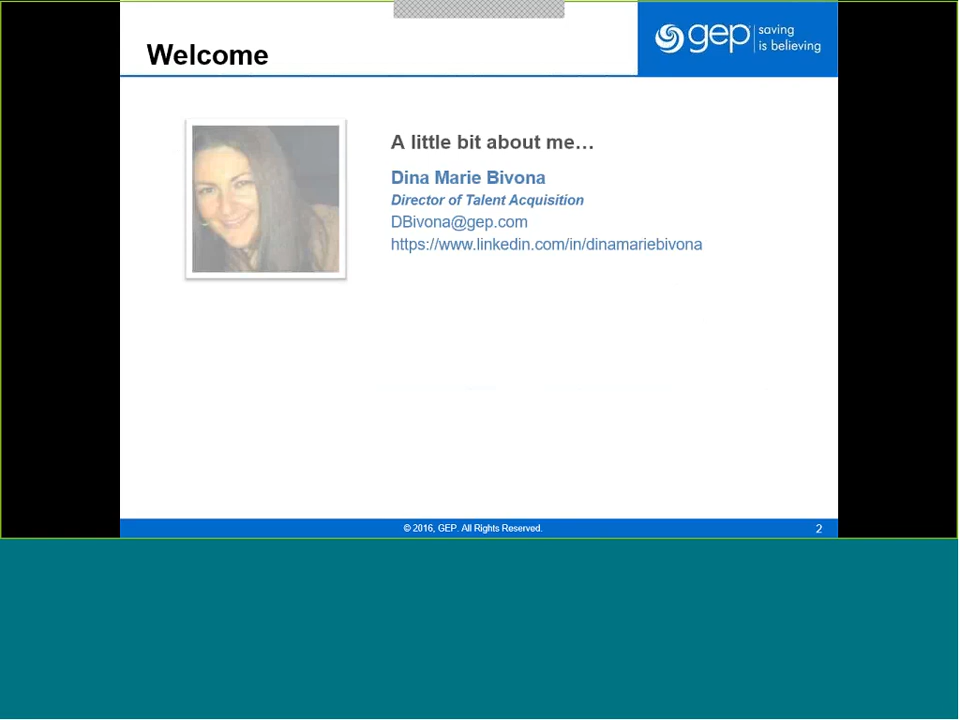 Welcome
gep
saving
is believing
A little bit about me…
Dina Marie Bivona
Director of Talent Acquisition
DBivona@gep.com
https://www.linkedin.com/in/dinamariebivona
© 2016, GEP. All Rights Reserved.
2